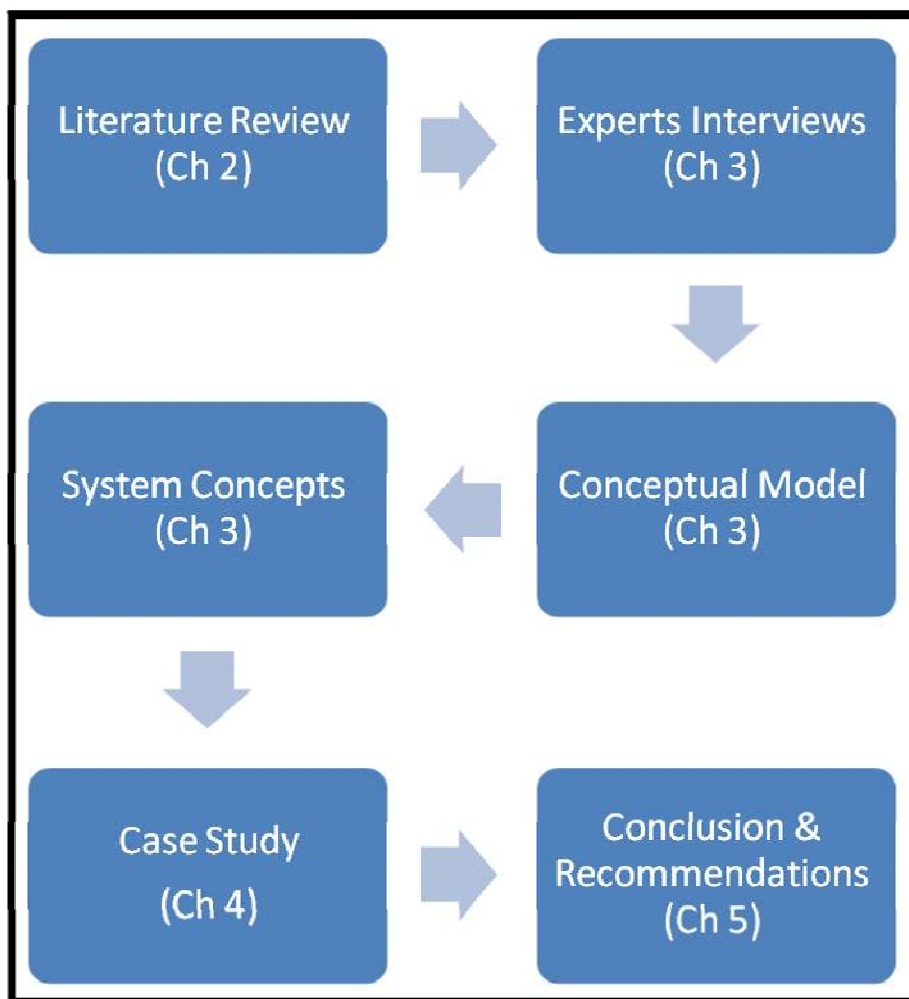 Literature Review
(Ch 2)
Experts Interviews
(Ch 3)
Conceptual Model
(Ch 3)
System Concepts
(Ch 3)
Case Study
(Ch 4)
Conclusion &
Recommendations
(Ch 5)